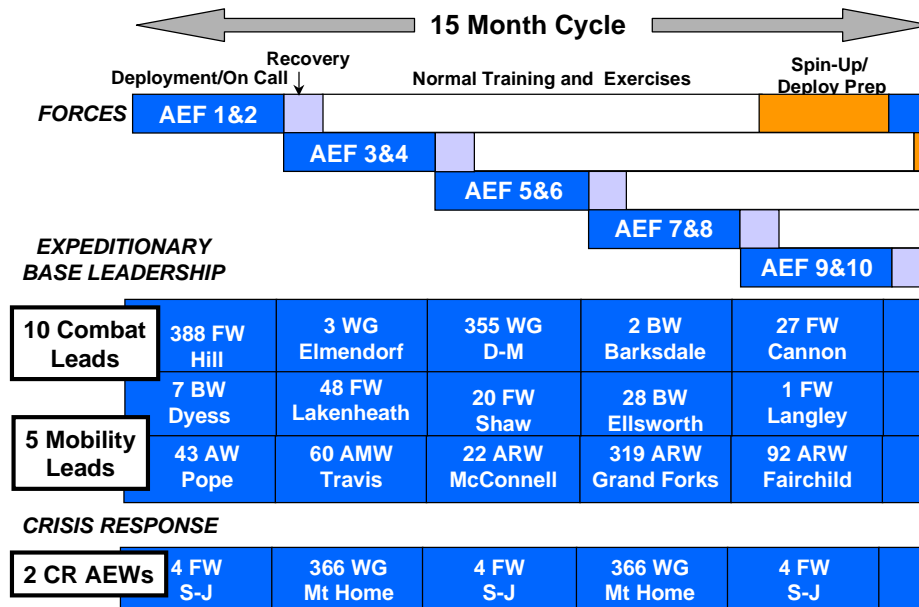 15 Month Cycle
Recovery
Deployment/On Call
Normal Training and Exercises
Spin-Up/
Deploy Prep
FORCES
AEF 1&2
AEF 3&4
AEF 5&6
AEF 7&8
AEF 9&10
EXPEDITIONARY
BASE LEADERSHIP
10 Combat
Leads
388 FW
Hill
3 WG
Elmendorf
355 WG
D-M
2 BW
Barksdale
27 FW
Cannon
7 BW
Dyess
48 FW
Lakenheath
20 FW
Shaw
28 BW
Ellsworth
1 FW
Langley
5 Mobility
Leads
43 AW
Pope
60 AMW
Travis
22 ARW
McConnell
319 ARW
Grand Forks
92 ARW
Fairchild
CRISIS RESPONSE
2 CR AEWs
4 FW
S-J
366 WG
Mt Home
4 FW
S-J
366 WG
Mt Home
4 FW
S-J